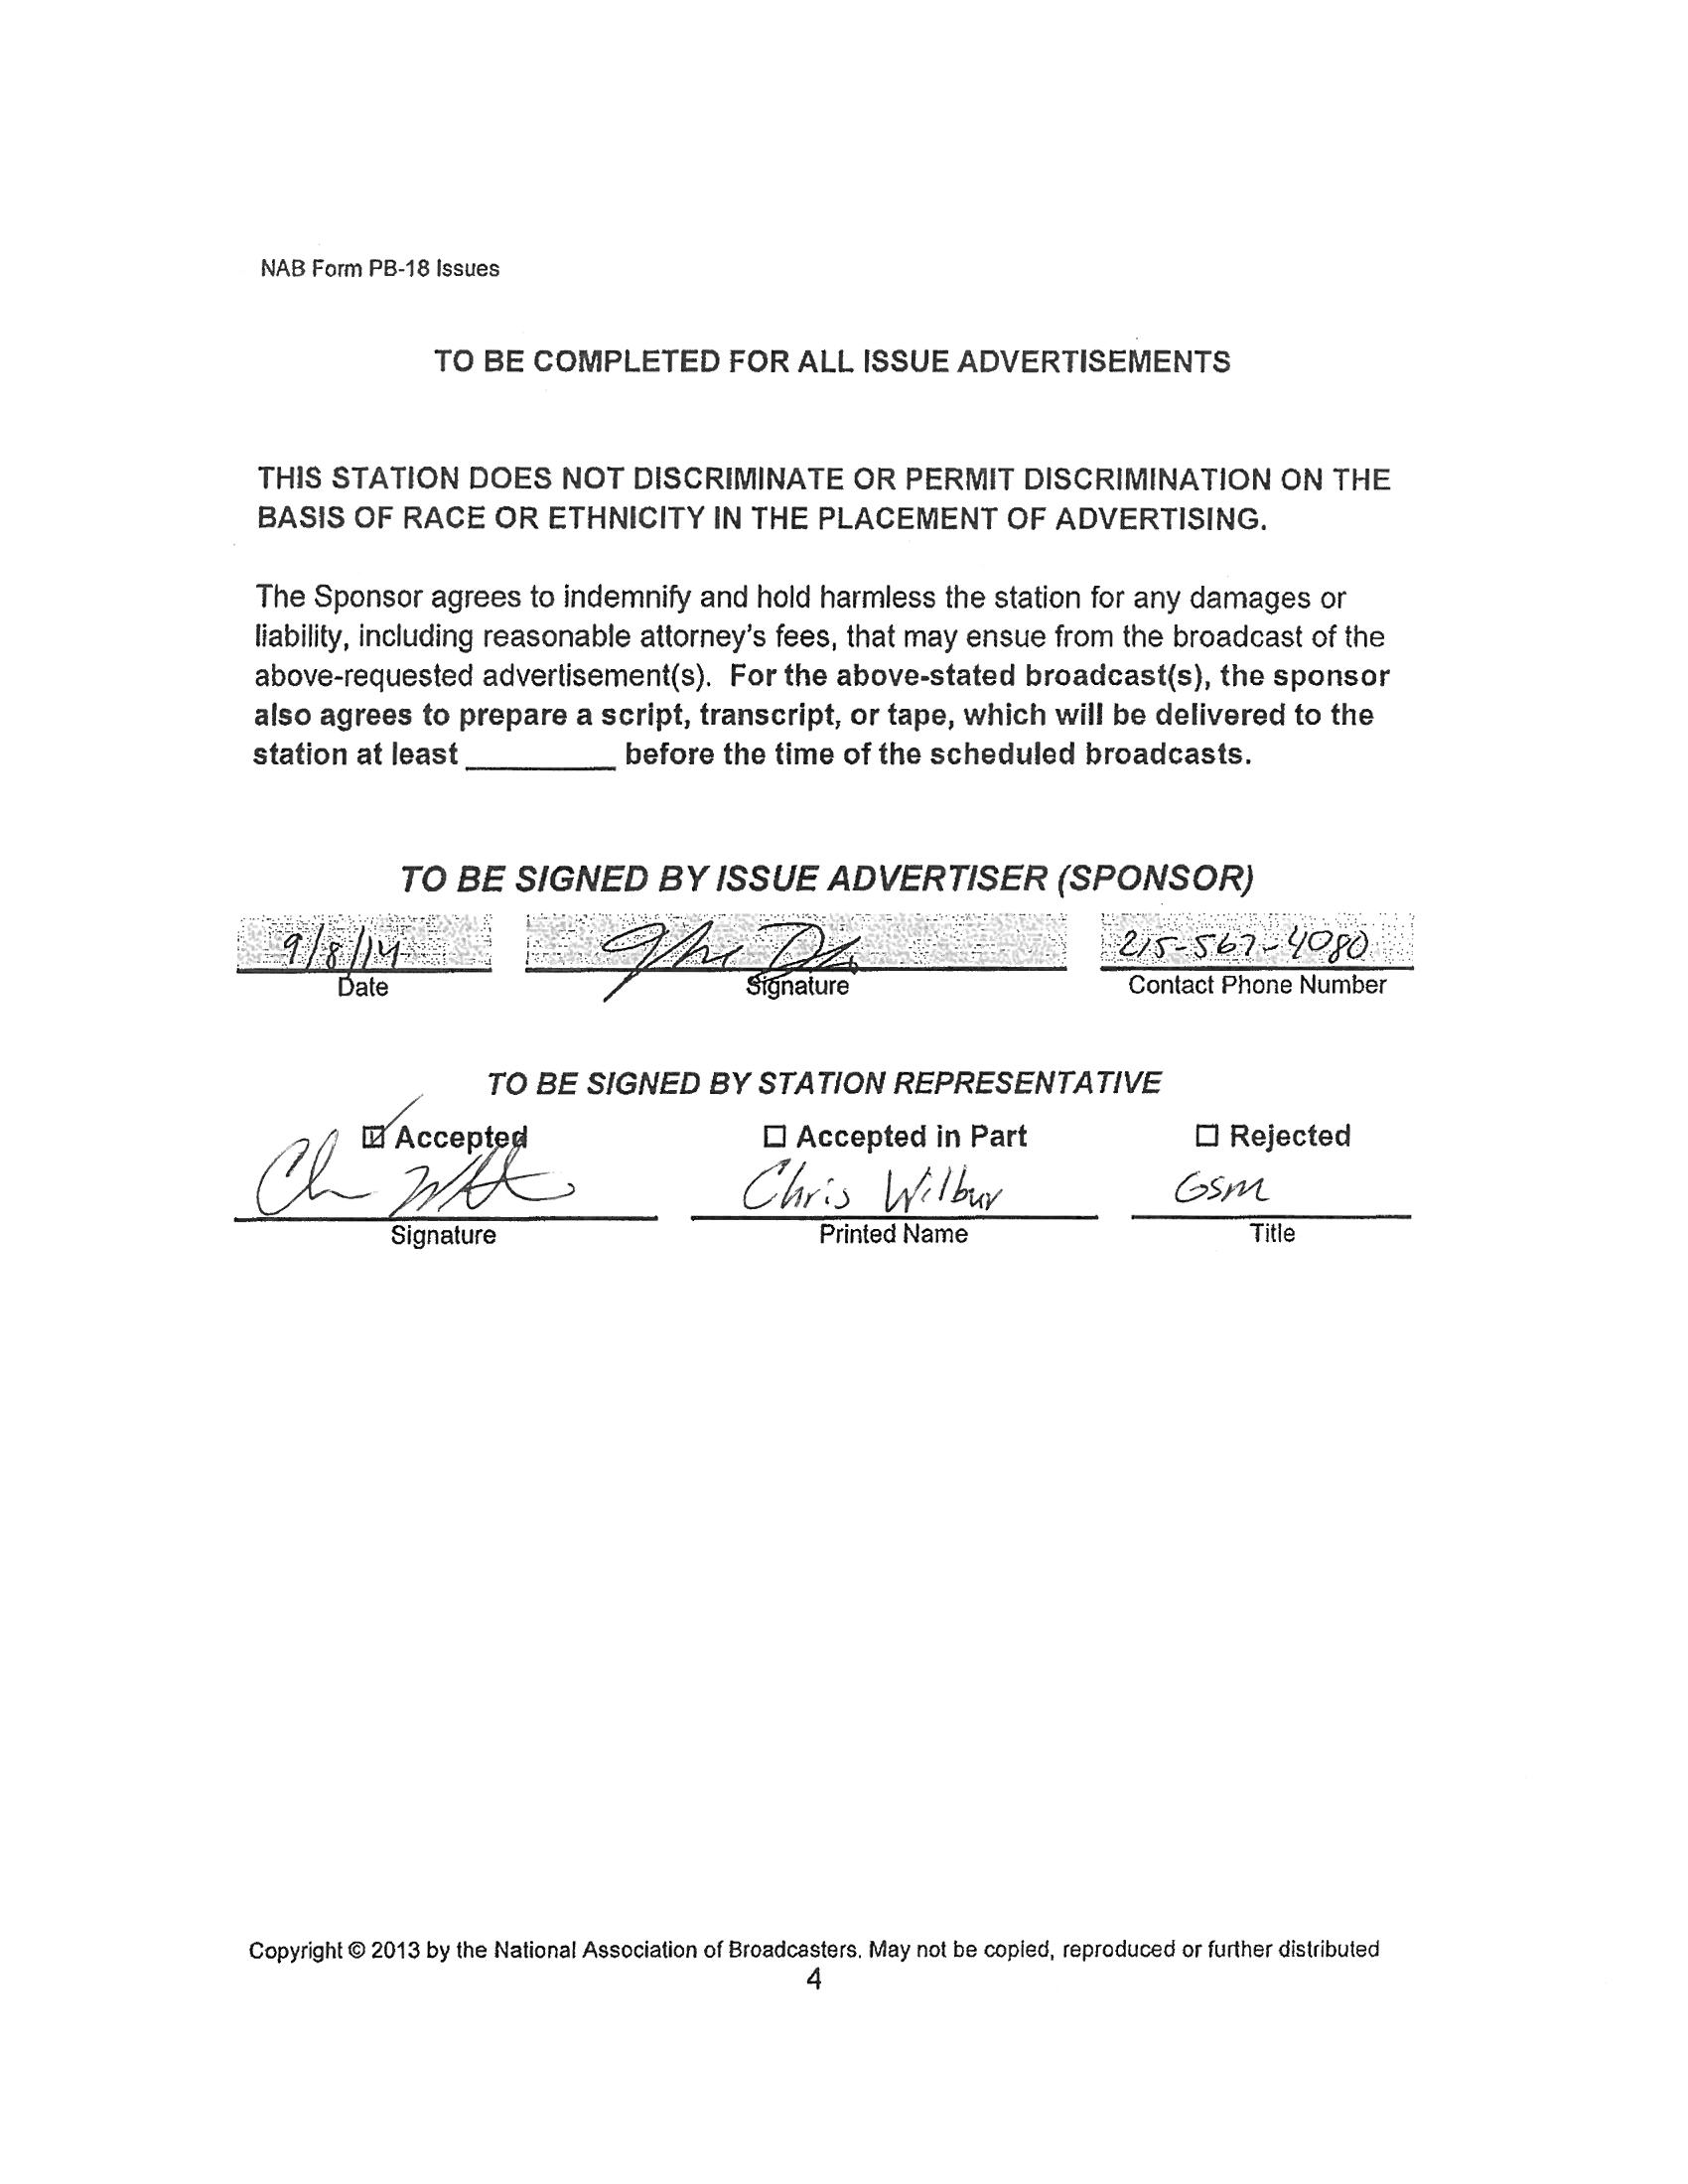 NAB Form PB-18 Issues
TO BE COMPLETED FOR ALL ISSUE ADVERTISEMENTS
THIS STATION DOES NOT DISCRIMINATE OR PERMIT DISCRIMINATION ON THE
BASIS OF RACE OR ETHNICITY IN THE PLACEMENT OF ADVERTISING.
The Sponsor agrees to indemnify and hold harmless the station for any damages or
liability, including reasonable attorney's fees, that may ensue from the broadcast of the
above-requested advertisement(s). For the above-stated broadcast(s), the sponsor
also agrees to prepare a script, transcript, or tape, which will be delivered to the
station at least ________ before the time of the scheduled broadcasts.
TO BE SIGNED BY ISSUE ADVERTISER (SPONSOR)
9/8/14 215-567-4080
Date Signature Contact Phone Number
TO BE SIGNED BY STATION REPRESENTATIVE
☑ Accepted ☐ Accepted in Part ☐ Rejected
Chris Wilbur GSM
Signature Printed Name Title
Copyright © 2013 by the National Association of Broadcasters. May not be copied, reproduced or further distributed
4